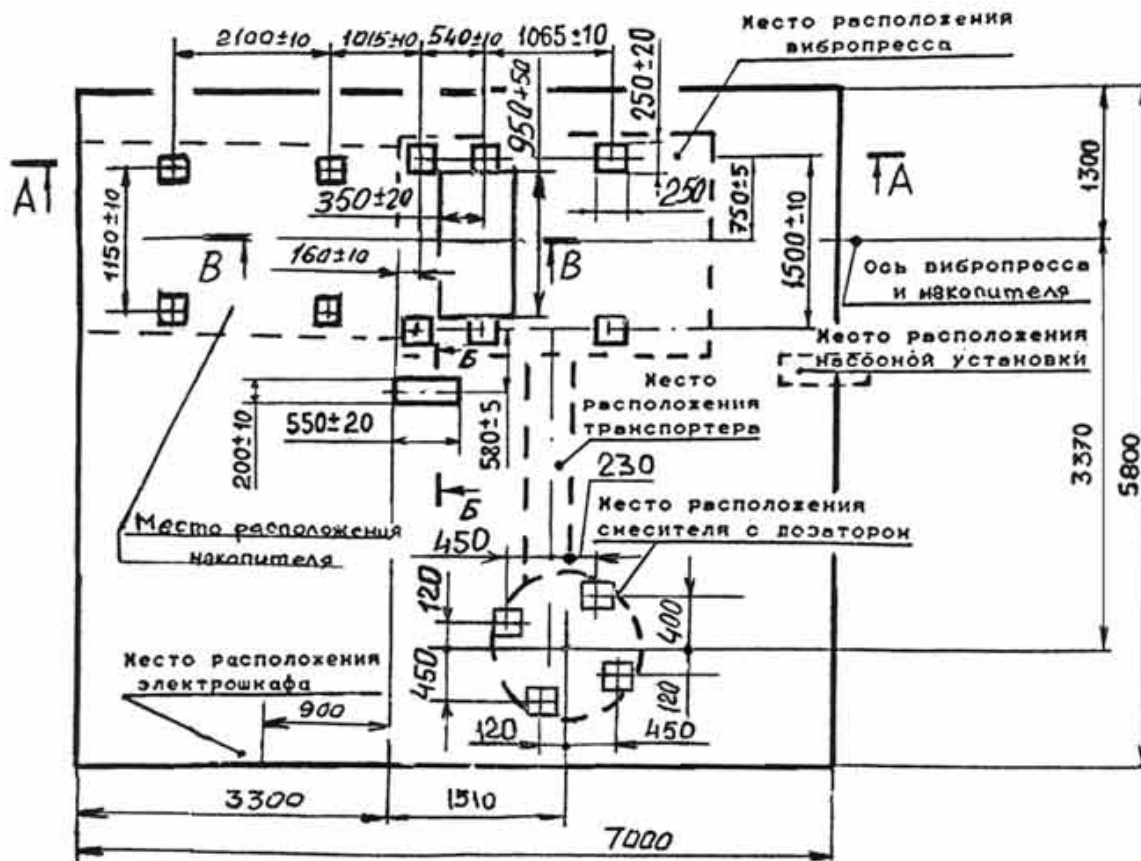 2100±10
1015±10
540±10
1065±10
Место расположения
вибропресса
250±20
950+50
1300
А
А
350±20
250
750±5
1150±10
1500±10
160±10
В
В
Ось вибропресса
и накопителя
Место расположения
насосной установки
Б
200±10
550±20
580±5
Место
расположения
транспортера
3370
5800
230
Б
Место расположения
смесителя с дозатором
Место расположения
накопителя
450
120
400
450
120
Место расположения
электрошкафа
900
120
450
3300
1510
7000